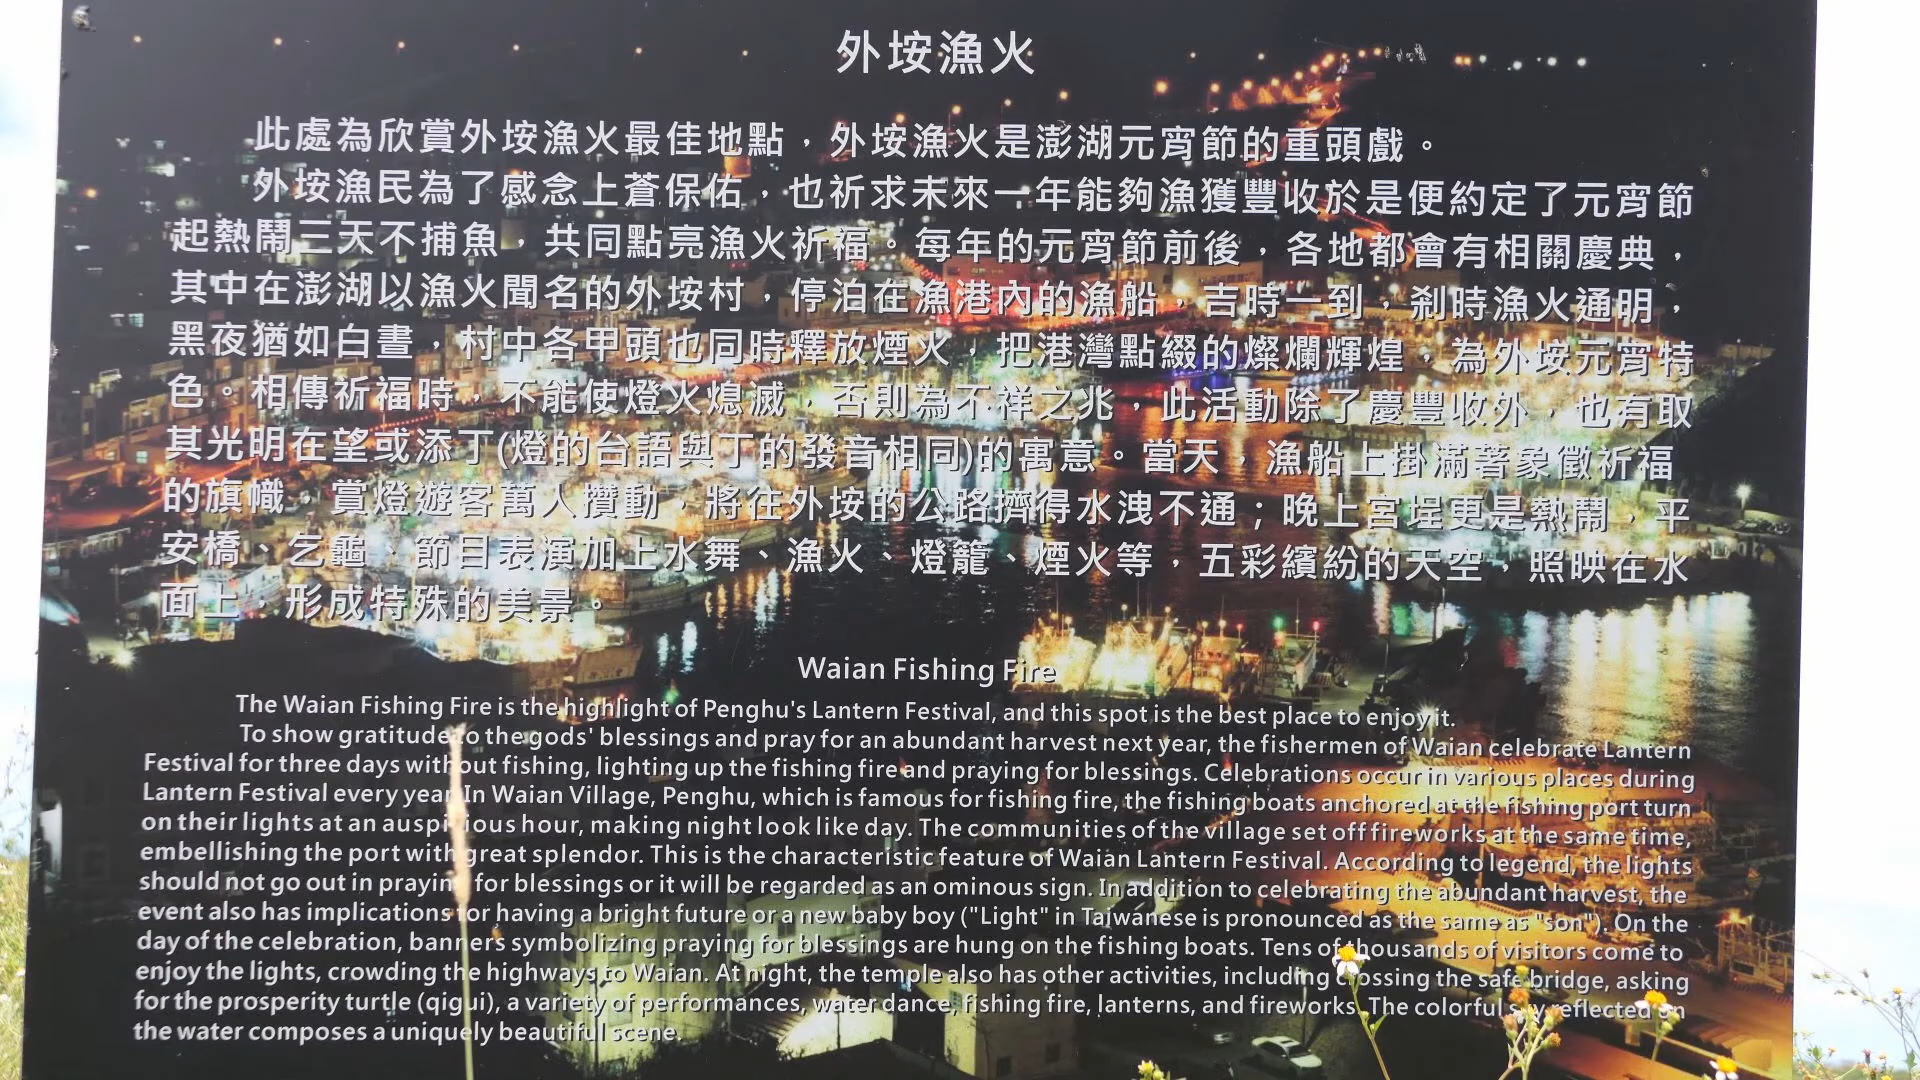 外垵漁火
此處為欣賞外垵漁火最佳地點，外垵漁火是澎湖元宵節的重頭戲。
外垵漁民為了感念上蒼保佑，也祈求未來一年能夠漁獲豐收於是便約定了元宵節
起熱鬧三天不捕魚，共同點亮漁火祈福。每年的元宵節前後，各地都會有相關慶典，
其中在澎湖以漁火聞名的外垵村，停泊在漁港內的漁船，吉時一到，剎時漁火通明，
黑夜猶如白晝，村中各甲頭也同時釋放煙火，把港灣點綴的燦爛輝煌，為外垵元宵特
色。相傳祈福時，不能使燈火熄滅，否則為不祥之兆，此活動除了慶豐收外，也有取
其光明在望或添丁(燈的台語與丁的發音相同)的寓意。當天，漁船上掛滿著象徵祈福
的旗幟，賞燈遊客萬人攢動，將往外垵的公路擠得水洩不通；晚上宮埕更是熱鬧，平
安橋、乞龜、節目表演加上水舞、漁火、燈籠、煙火等，五彩繽紛的天空，照映在水
面上，形成特殊的美景。
Waian Fishing Fire
The Waian Fishing Fire is the highlight of Penghu's Lantern Festival, and this spot is the best place to enjoy it.
To show gratitude to the gods' blessings and pray for an abundant harvest next year, the fishermen of Waian celebrate Lantern
Festival for three days without fishing, lighting up the fishing fire and praying for blessings. Celebrations occur in various places during
Lantern Festival every year. In Waian Village, Penghu, which is famous for fishing fire, the fishing boats anchored at the fishing port turn
on their lights at an auspicious hour, making night look like day. The communities of the village set off fireworks at the same time,
embellishing the port with great splendor. This is the characteristic feature of Waian Lantern Festival. According to legend, the lights
should not go out in praying for blessings or it will be regarded as an ominous sign. In addition to celebrating the abundant harvest, the
event also has implications for having a bright future or a new baby boy ("Light" in Taiwanese is pronounced as the same as "son"). On the
day of the celebration, banners symbolizing praying for blessings are hung on the fishing boats. Tens of thousands of visitors come to
enjoy the lights, crowding the highways to Waian. At night, the temple also has other activities, including crossing the safe bridge, asking
for the prosperity turtle (qigui), a variety of performances, water dance, fishing fire, lanterns, and fireworks. The colorful sky reflected on
the water composes a uniquely beautiful scene.